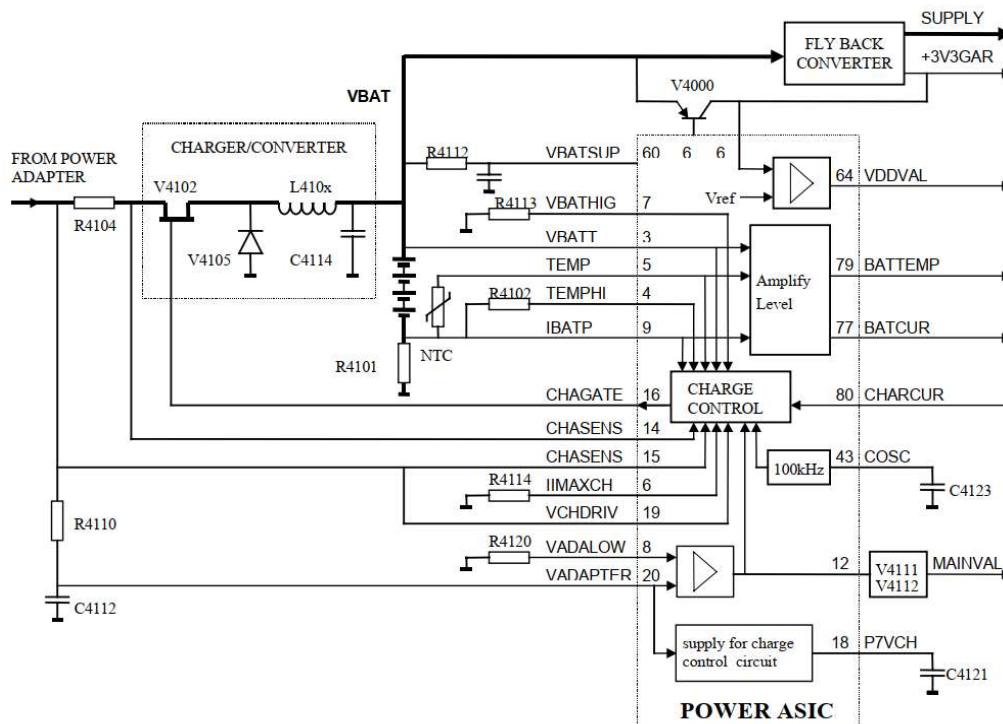 SUPPLY
FLY BACK
CONVERTER
+3V3GAR
V4000
VBAT
CHARGER/CONVERTER
FROM POWER
ADAPTER
R4104
V4102
L410x
V4105
C4114
R4112
VBATSUP
60 6 6
Vref
64 VDDVAL
R4113
VBATHIG 7
VBATT 3
TEMP 5
R4102
TEMPHI 4
IBATP 9
NTC
R4101
Amplify
Level
79 BATTEMP
77 BATCUR
CHAGATE 16
CHARGE
CONTROL
80 CHARCUR
CHASENS 14
CHASENS 15
100kHz
43 COSC
C4123
R4114
IIMAXCH 6
VCHDRIV 19
R4110
R4120
VADALOW 8
VADAPTER 20
12
V4111
V4112
MAINVAL
C4112
supply for charge
control circuit
18 P7VCH
C4121
POWER ASIC